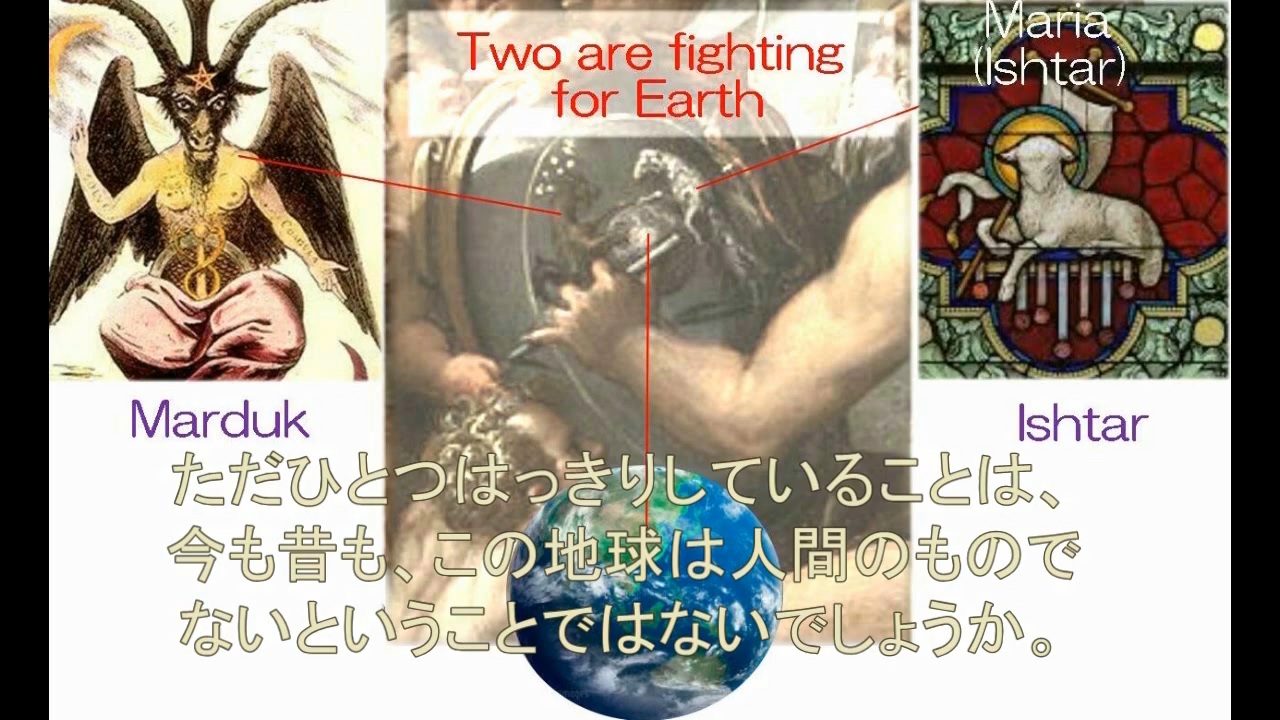 Two are fighting
for Earth
Maria
(Ishtar)
Marduk
Ishtar
ただひとつはっきりしていることは、
今も昔も、この地球は人間のもので
ないということではないでしょうか。